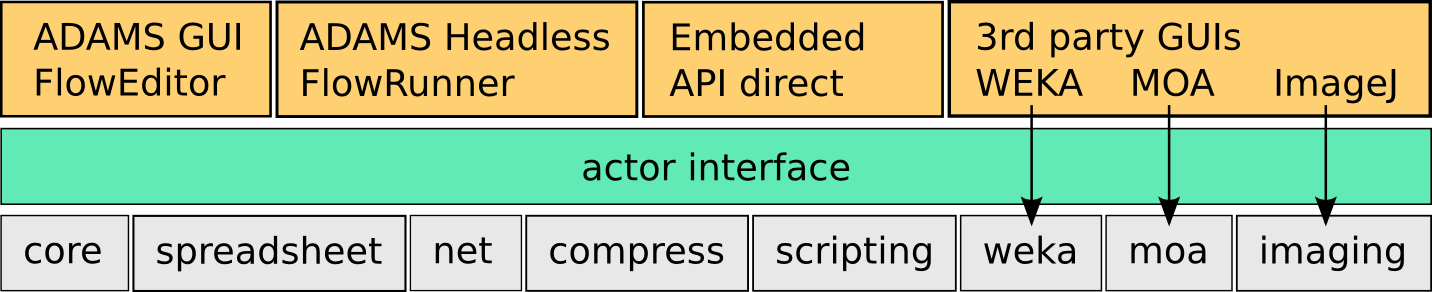 ADAMS GUI
FlowEditor
ADAMS Headless
FlowRunner
Embedded
API direct
3rd party GUIs
WEKA MOA ImageJ
actor interface
core spreadsheet net compress scripting weka moa imaging